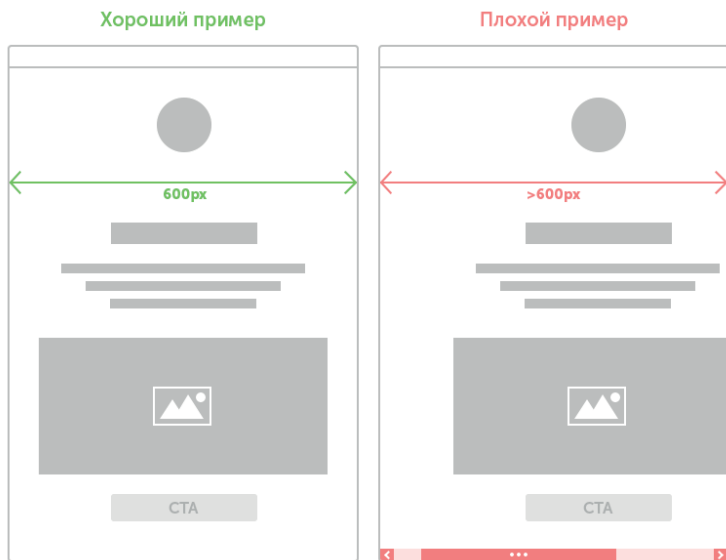 Хороший пример
Плохой пример
600px
>600px
CTA
CTA